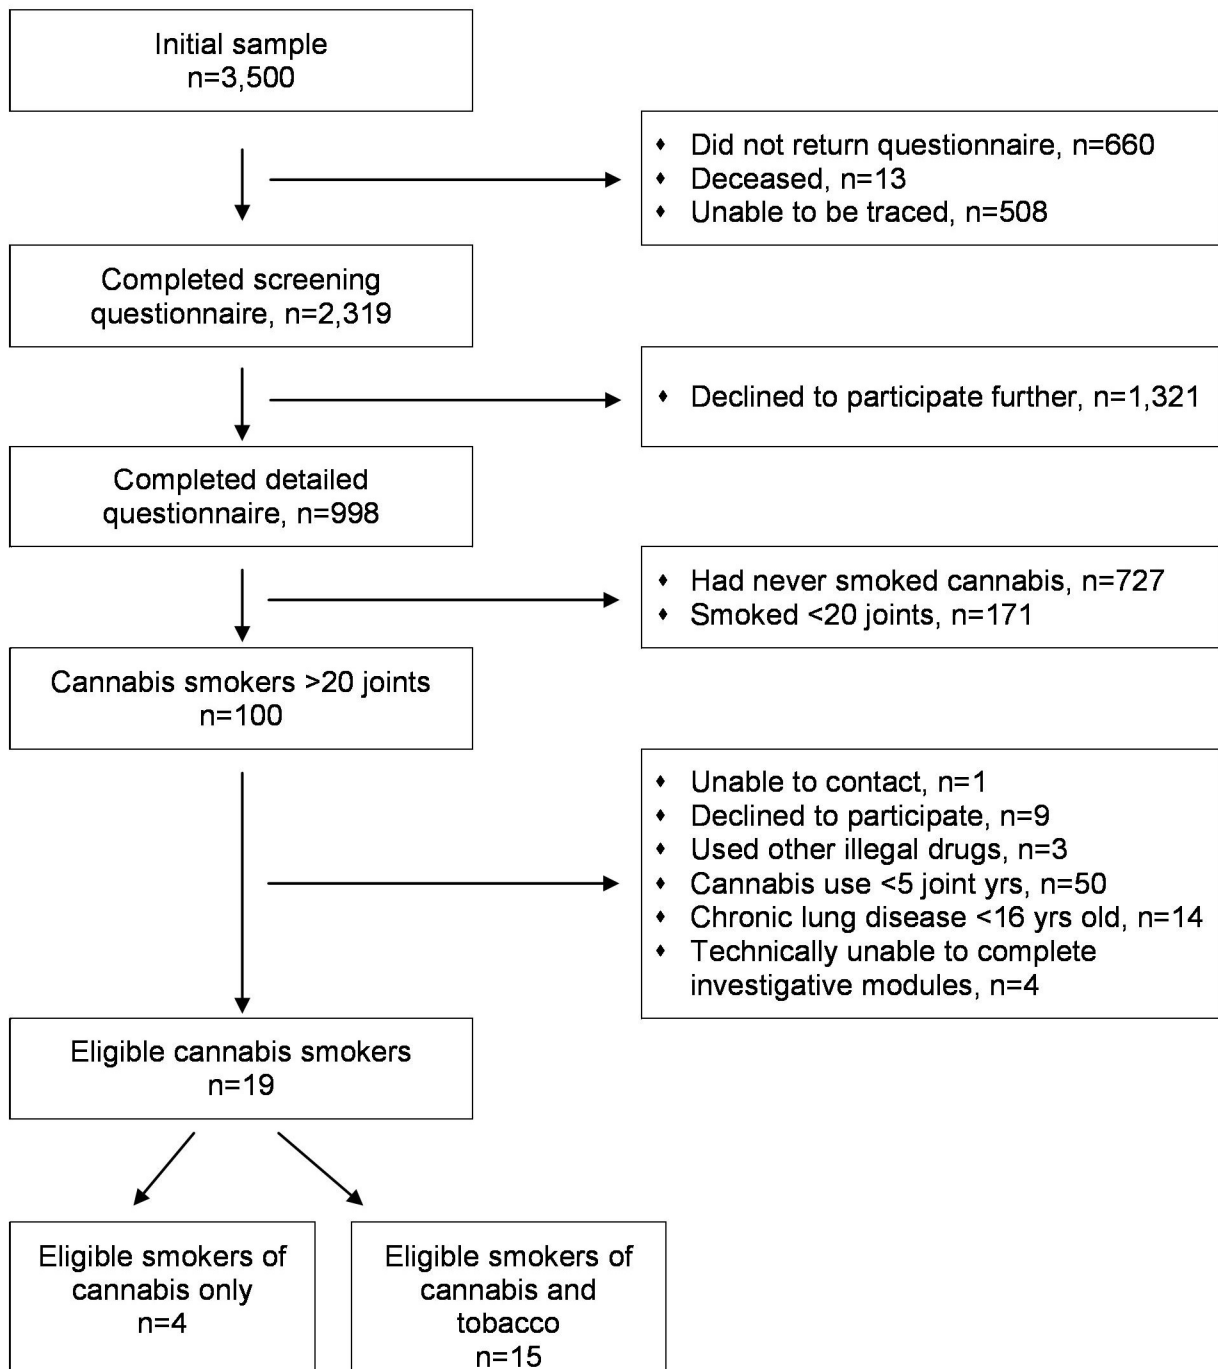 Initial sample
n=3,500
♦ Did not return questionnaire, n=660
♦ Deceased, n=13
♦ Unable to be traced, n=508
Completed screening
questionnaire, n=2,319
♦ Declined to participate further, n=1,321
Completed detailed
questionnaire, n=998
♦ Had never smoked cannabis, n=727
♦ Smoked <20 joints, n=171
Cannabis smokers >20 joints
n=100
♦ Unable to contact, n=1
♦ Declined to participate, n=9
♦ Used other illegal drugs, n=3
♦ Cannabis use <5 joint yrs, n=50
♦ Chronic lung disease <16 yrs old, n=14
♦ Technically unable to complete
investigative modules, n=4
Eligible cannabis smokers
n=19
Eligible smokers of
cannabis only
n=4
Eligible smokers of
cannabis and
tobacco
n=15